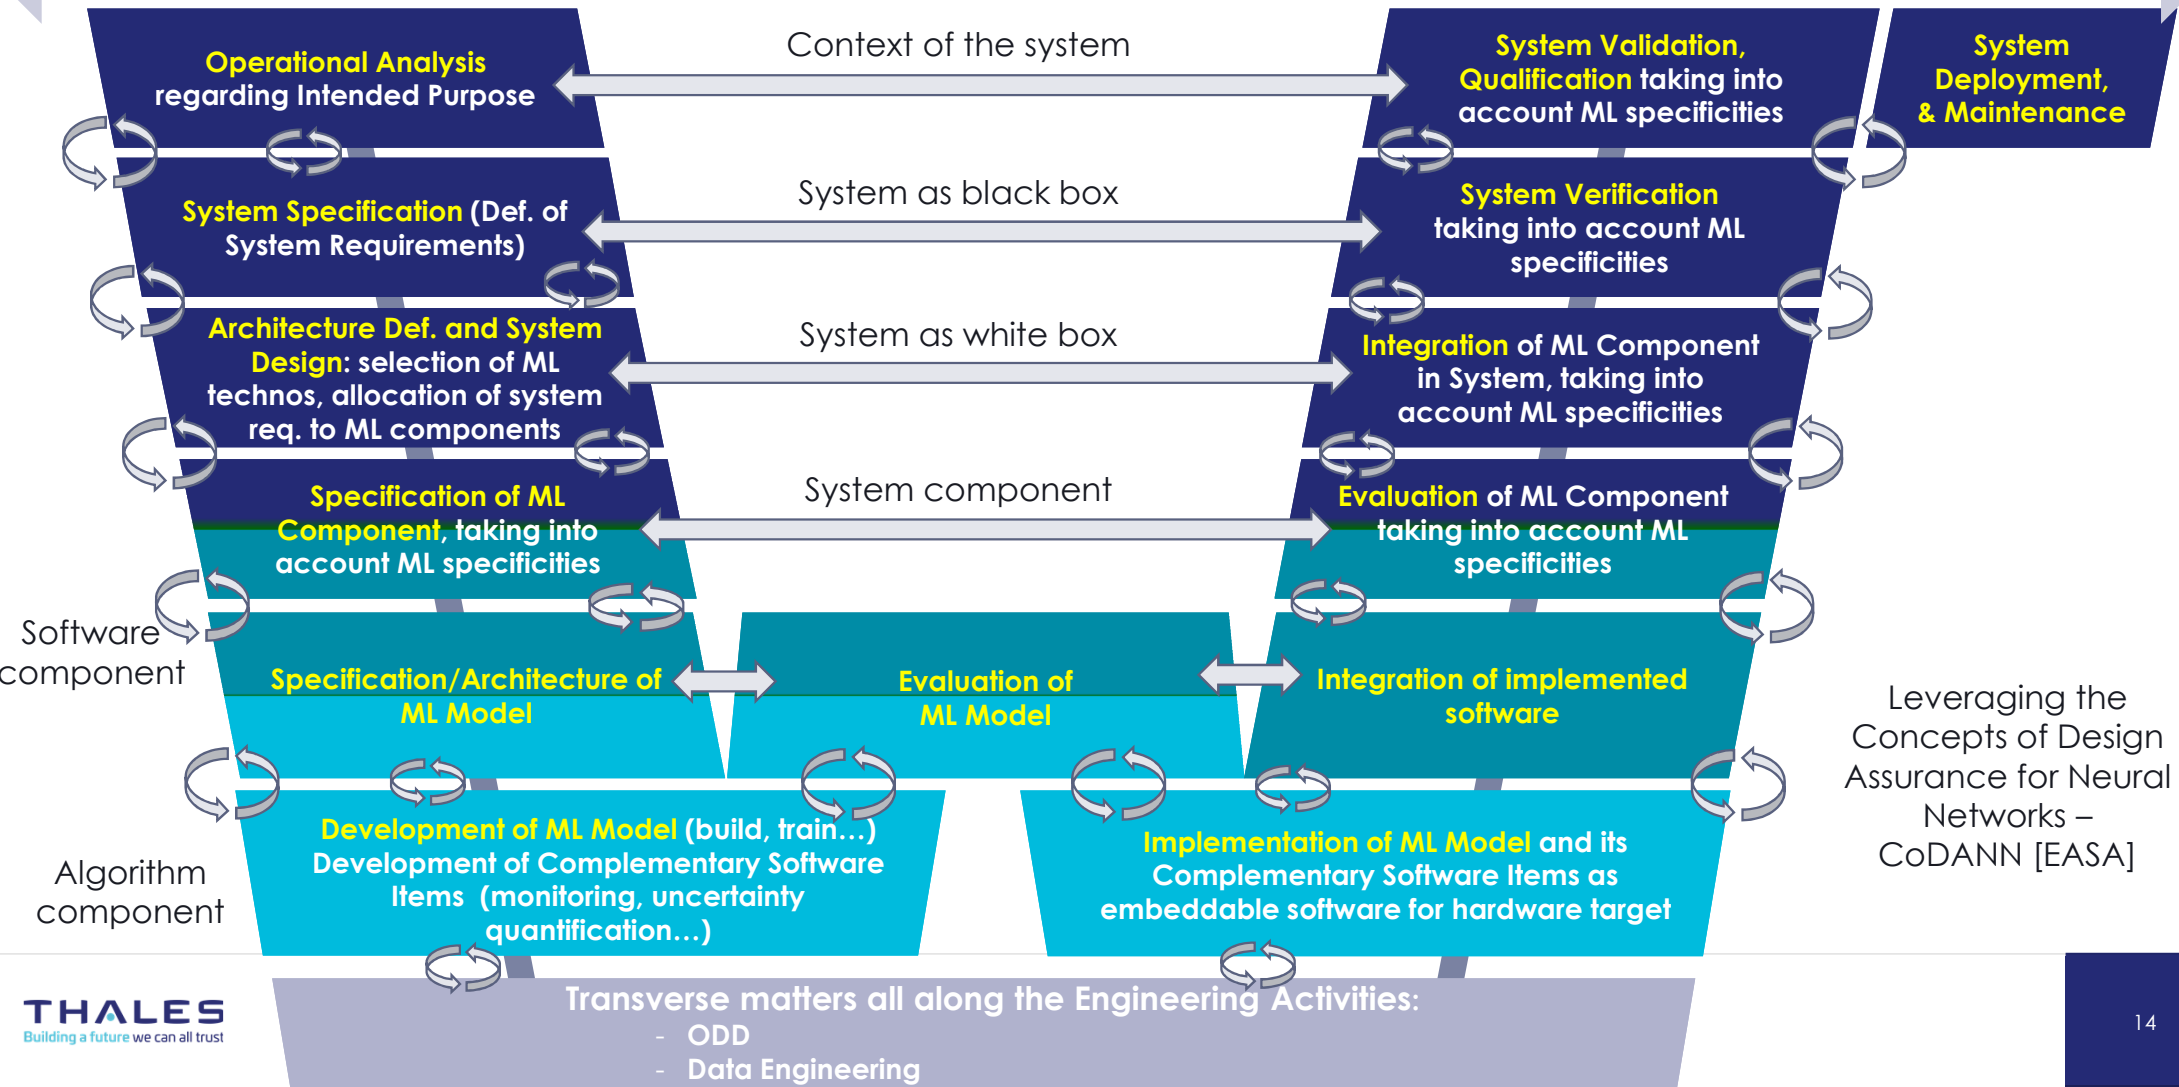 Operational Analysis
regarding Intended Purpose
Context of the system
System Validation,
Qualification taking into
account ML specificities
System
Deployment,
& Maintenance
System Specification (Def. of
System Requirements)
System as black box
System Verification
taking into account ML
specificities
Architecture Def. and System
Design: selection of ML
technos, allocation of system
req. to ML components
System as white box
Integration of ML Component
in System, taking into
account ML specificities
Specification of ML
Component, taking into
account ML specificities
System component
Evaluation of ML Component
taking into account ML
specificities
Software
component
Specification/Architecture of
ML Model
Evaluation of
ML Model
Integration of implemented
software
Leveraging the
Concepts of Design
Assurance for Neural
Networks –
CoDANN [EASA]
Algorithm
component
Development of ML Model (build, train…)
Development of Complementary Software
Items (monitoring, uncertainty
quantification…)
Implementation of ML Model and its
Complementary Software Items as
embeddable software for hardware target
Transverse matters all along the Engineering Activities:
- ODD
- Data Engineering
THALES
Building a future we can all trust
14